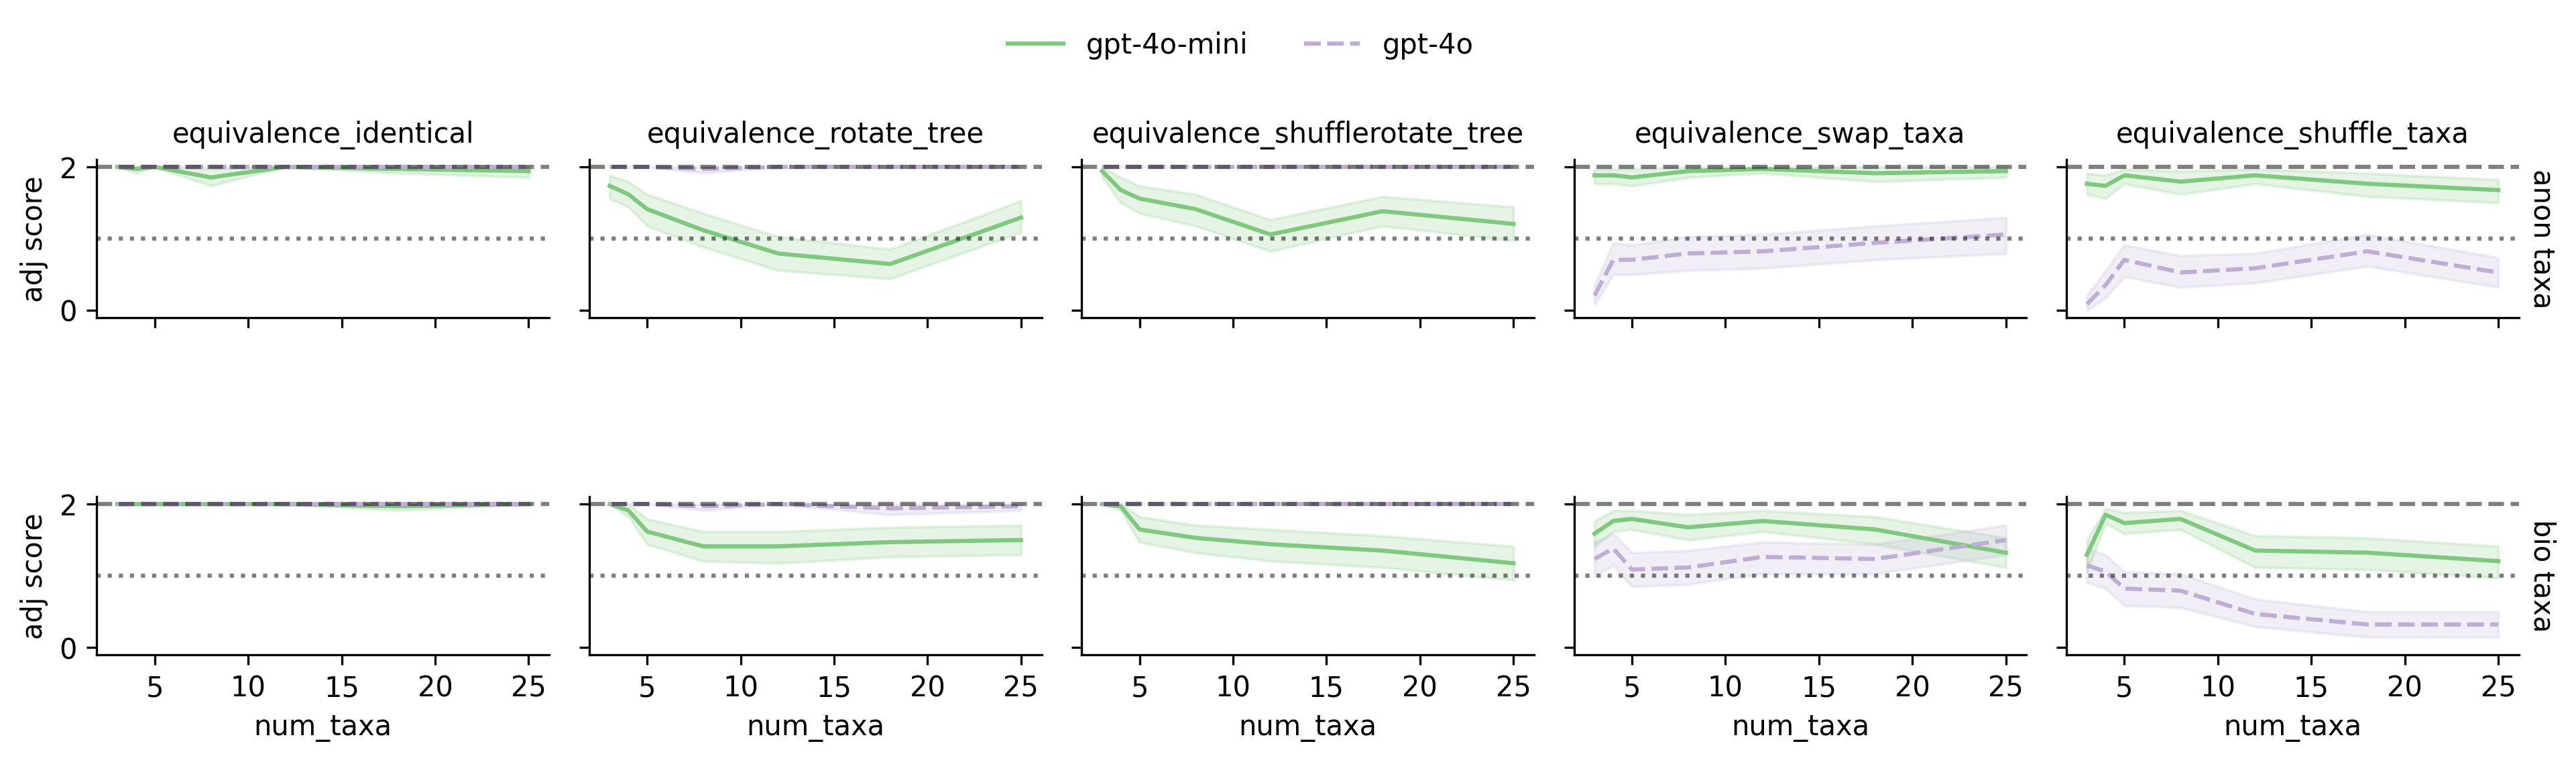 gpt-4o-mini gpt-4o
equivalence_identical equivalence_rotate_tree equivalence_shufflerotate_tree equivalence_swap_taxa equivalence_shuffle_taxa
2
adj score
0
anon taxa
2
adj score
0
bio taxa
5 10 15 20 25 5 10 15 20 25 5 10 15 20 25 5 10 15 20 25 5 10 15 20 25
num_taxa num_taxa num_taxa num_taxa num_taxa